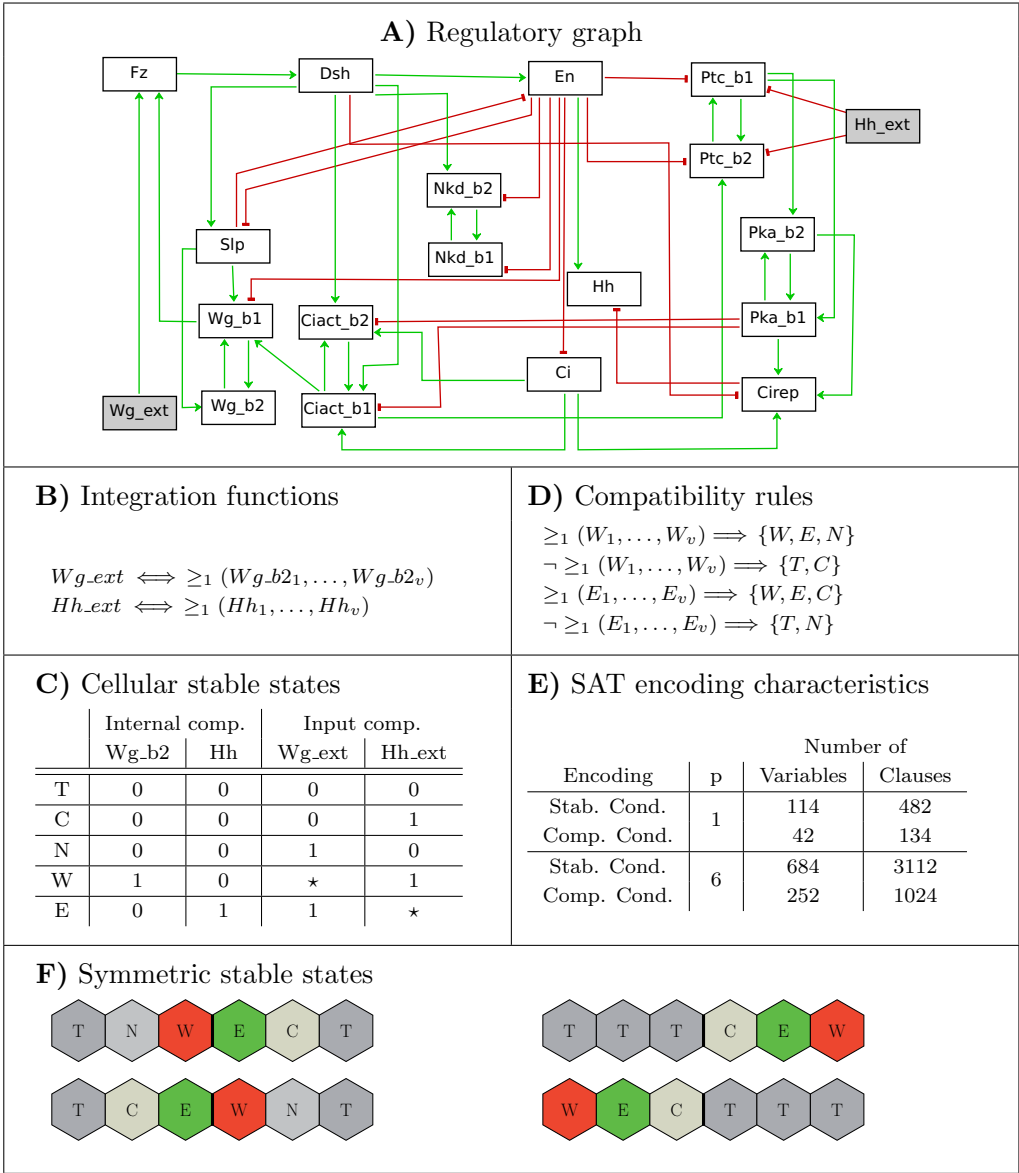 A) Regulatory graph
Fz
Dsh
En
Ptc_b1
Hh_ext
Ptc_b2
Nkd_b2
Slp
Pka_b2
Nkd_b1
Hh
Wg_b1
Ciact_b2
Pka_b1
Ci
Cirep
Wg_ext
Wg_b2
Ciact_b1
B) Integration functions
Wg_ext ⟺ ≥₁ (Wg_b2₁, . . . , Wg_b2ᵥ)
Hh_ext ⟺ ≥₁ (Hh₁, . . . , Hhᵥ)
D) Compatibility rules
≥₁ (W₁, . . . , Wᵥ) ⟹ {W, E, N}
¬ ≥₁ (W₁, . . . , Wᵥ) ⟹ {T, C}
≥₁ (E₁, . . . , Eᵥ) ⟹ {W, E, C}
¬ ≥₁ (E₁, . . . , Eᵥ) ⟹ {T, N}
C) Cellular stable states
Internal comp. Input comp.
Wg_b2 Hh Wg_ext Hh_ext
T 0 0 0 0
C 0 0 0 1
N 0 0 1 0
W 1 0 ⋆ 1
E 0 1 1 ⋆
E) SAT encoding characteristics
Number of
Encoding p Variables Clauses
Stab. Cond. 1 114 482
Comp. Cond. 42 134
Stab. Cond. 6 684 3112
Comp. Cond. 252 1024
F) Symmetric stable states
T N W E C T
T T T C E W
T C E W N T
W E C T T T